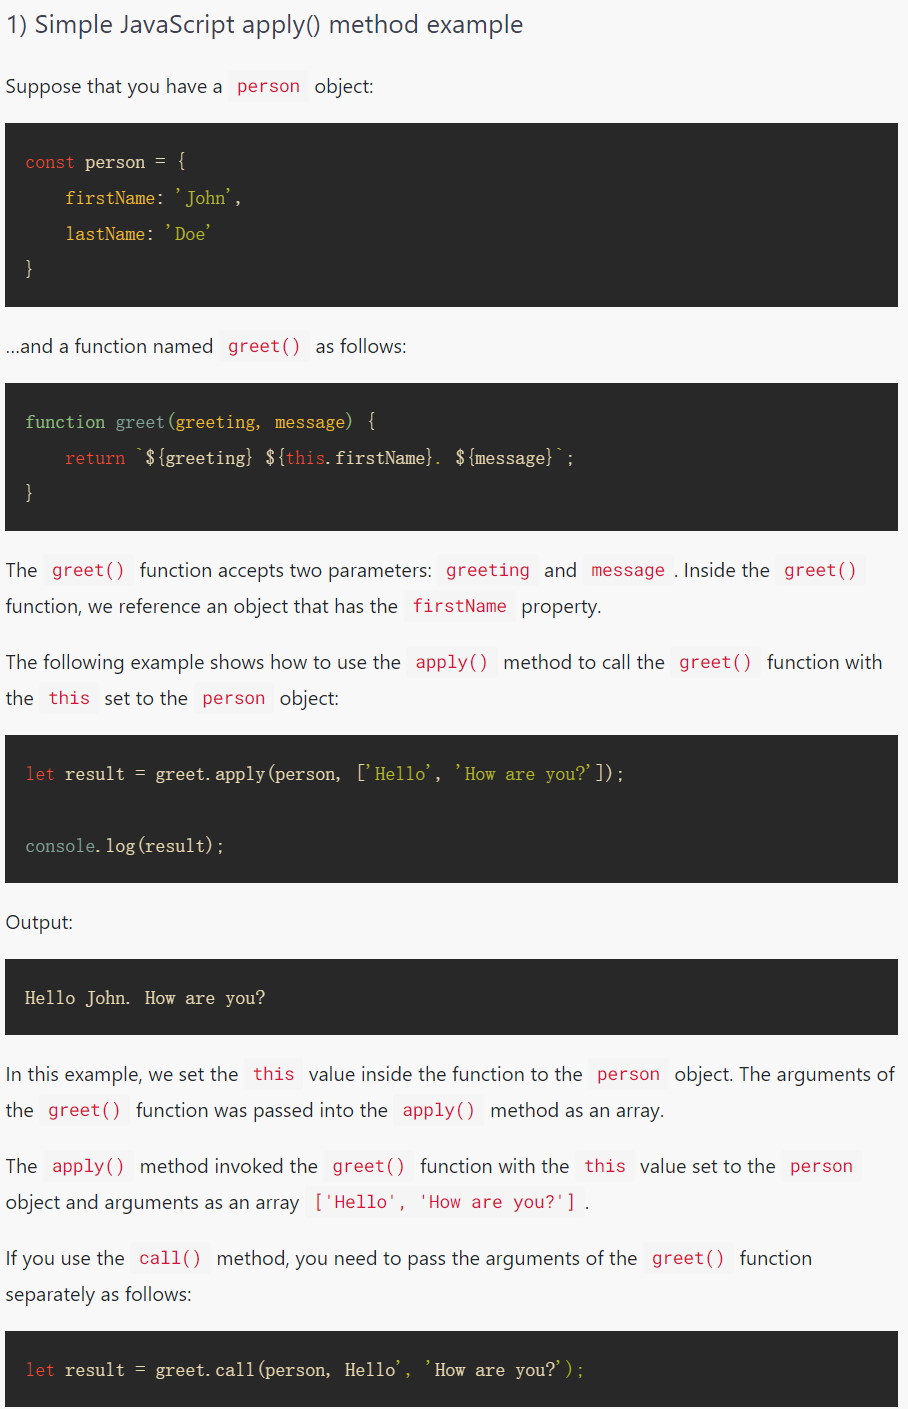 1) Simple JavaScript apply() method example
Suppose that you have a person object:
const person = {
    firstName: 'John',
    lastName: 'Doe'
}
...and a function named greet() as follows:
function greet(greeting, message) {
    return `${greeting} ${this.firstName}. ${message}`;
}
The greet() function accepts two parameters: greeting and message . Inside the greet()
function, we reference an object that has the firstName property.
The following example shows how to use the apply() method to call the greet() function with
the this set to the person object:
let result = greet.apply(person, ['Hello', 'How are you?']);
console.log(result);
Output:
Hello John. How are you?
In this example, we set the this value inside the function to the person object. The arguments of
the greet() function was passed into the apply() method as an array.
The apply() method invoked the greet() function with the this value set to the person
object and arguments as an array ['Hello', 'How are you?'] .
If you use the call() method, you need to pass the arguments of the greet() function
separately as follows:
let result = greet.call(person, Hello', 'How are you?');